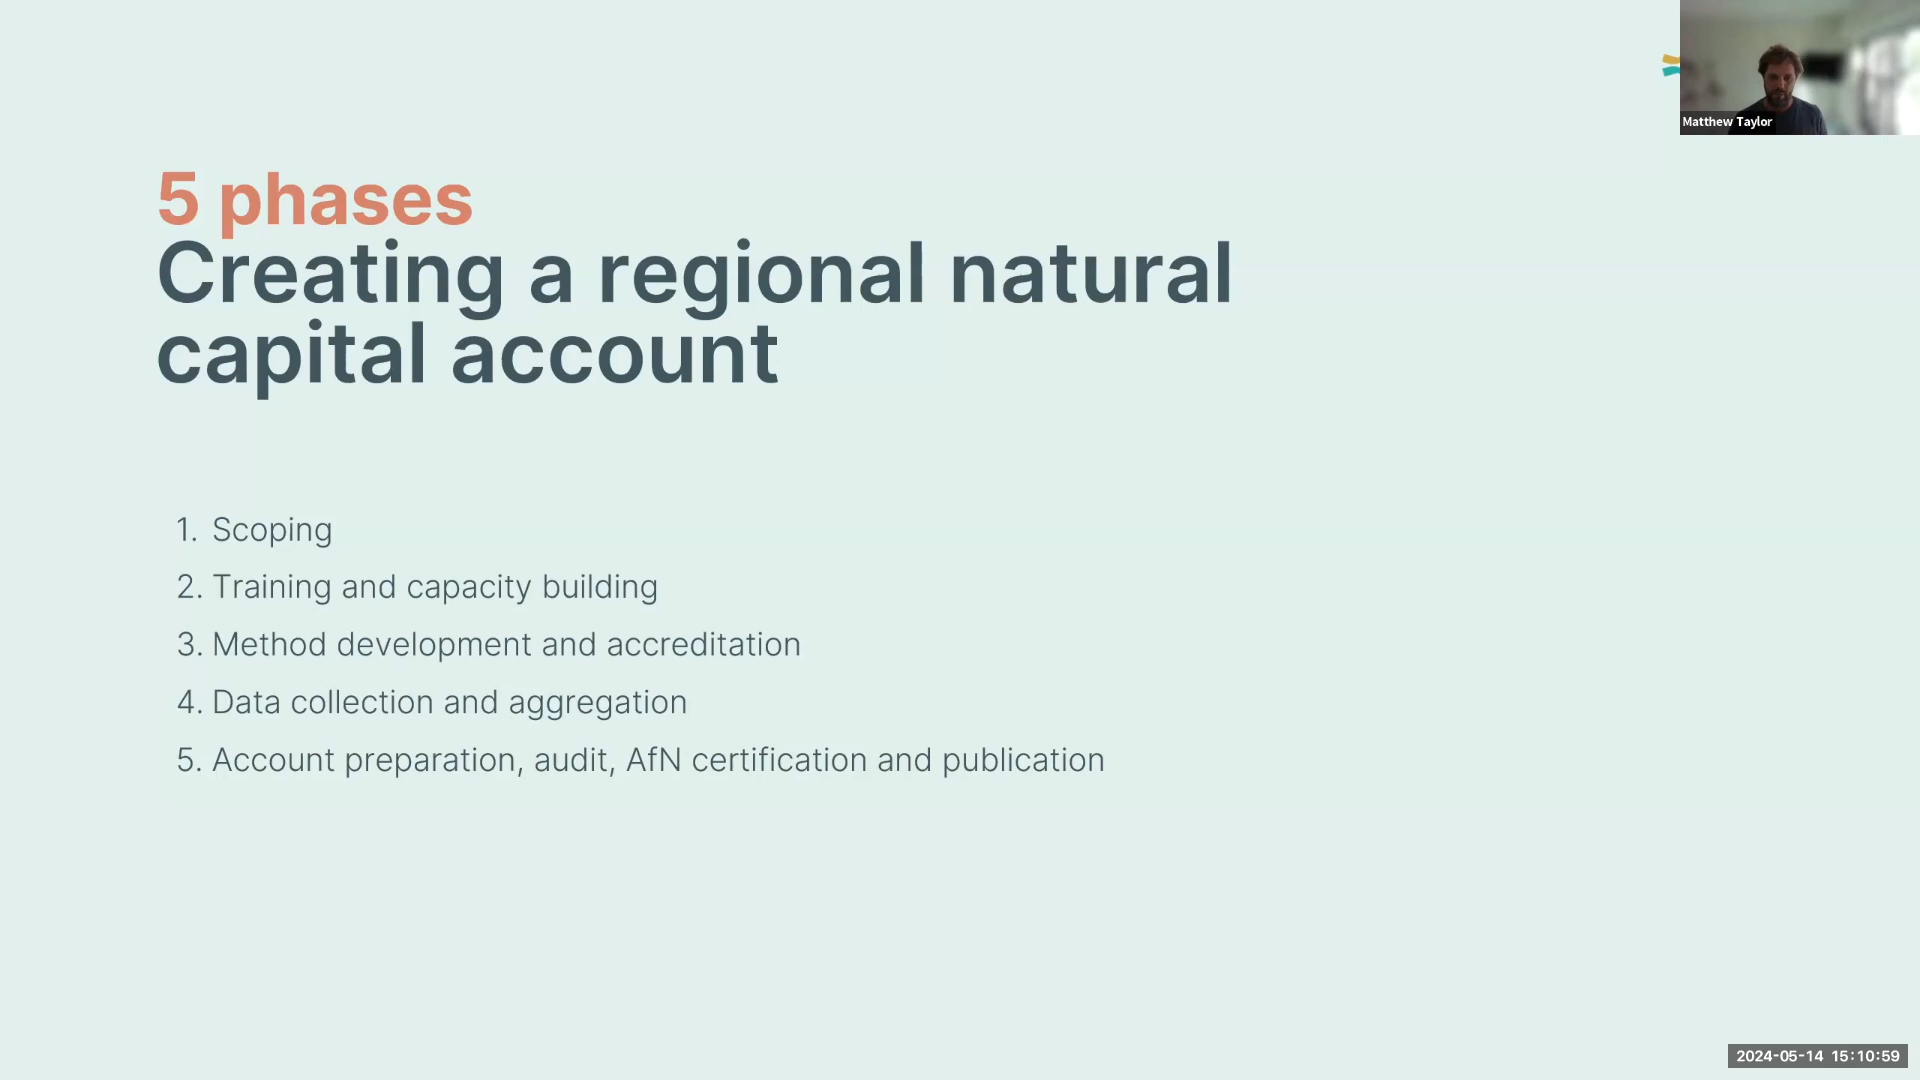 Matthew Taylor
5 phases
Creating a regional natural
capital account
1. Scoping
2. Training and capacity building
3. Method development and accreditation
4. Data collection and aggregation
5. Account preparation, audit, AfN certification and publication
2024-05-14 15:10:59